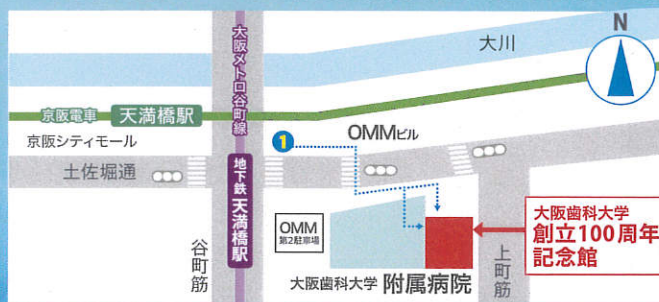 大川
N
大阪メトロ谷町線
京阪電車 天満橋駅
京阪シティモール
1
OMMビル
土佐堀通
地下鉄 天満橋駅
OMM
第2駐車場
谷町筋
大阪歯科大学 附属病院
上町筋
大阪歯科大学
創立100周年
記念館